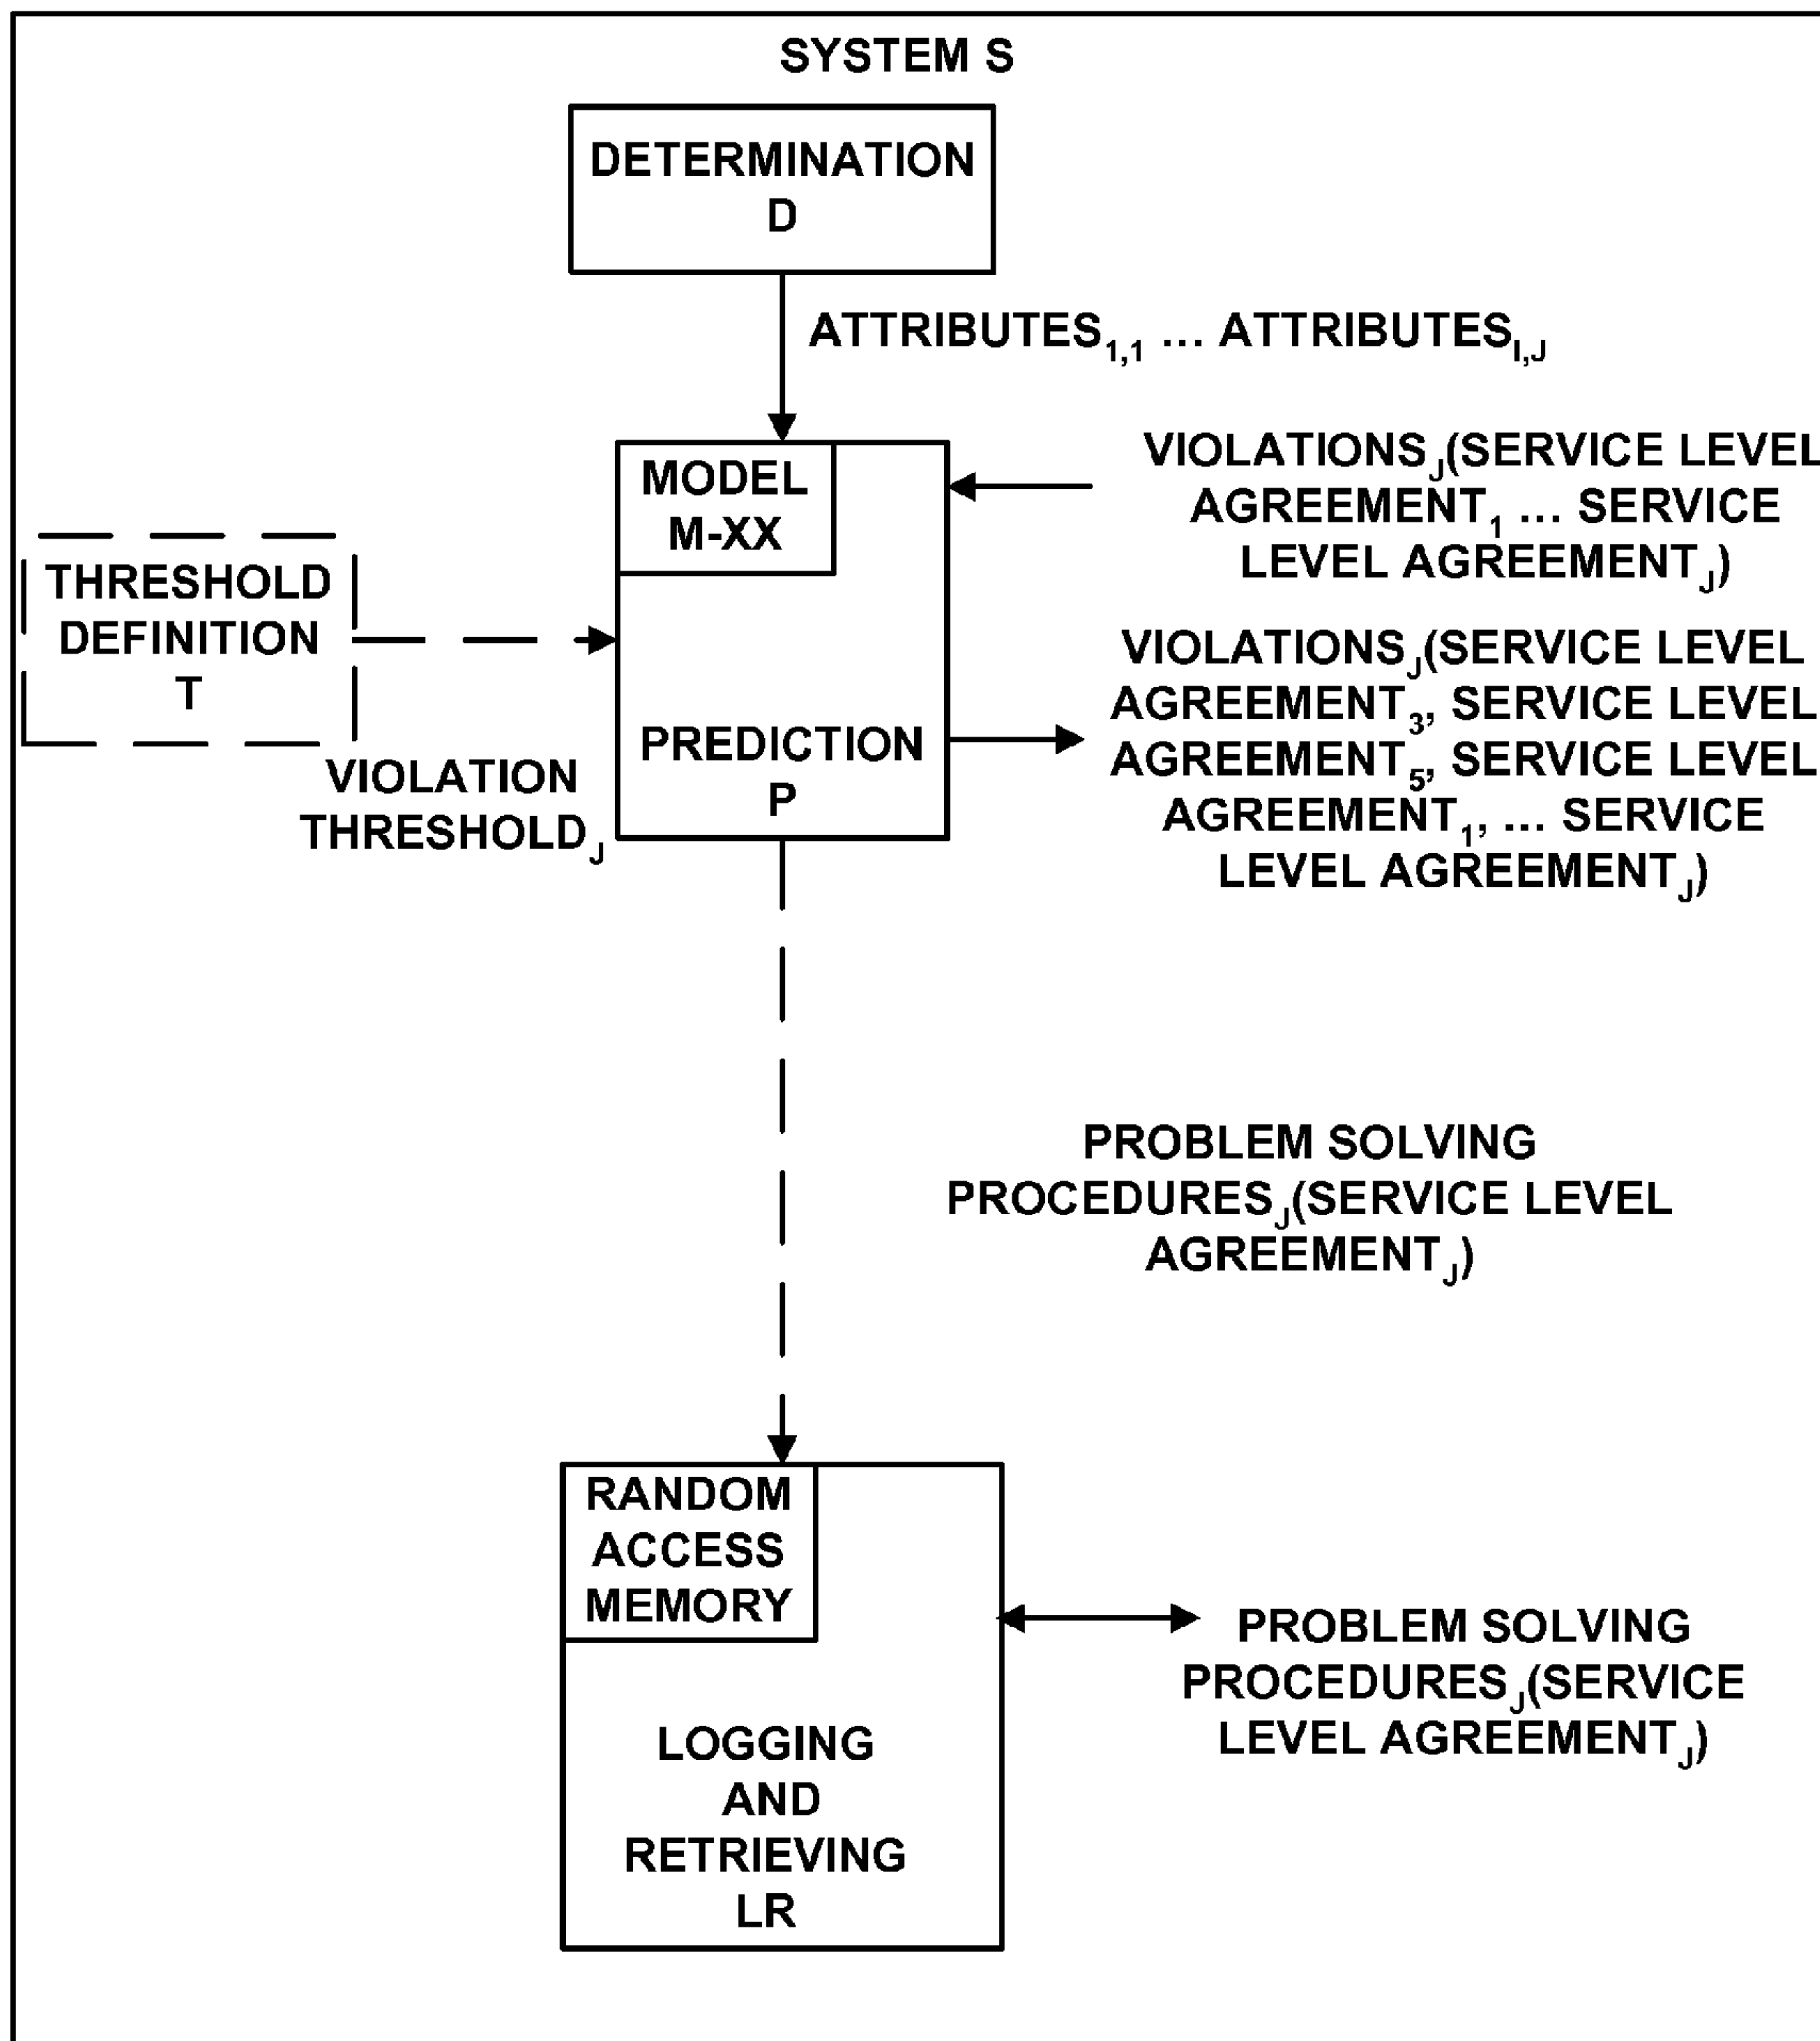 SYSTEM S
DETERMINATION
D
ATTRIBUTES1,1 ... ATTRIBUTESI,J
MODEL
M-XX
VIOLATIONSJ(SERVICE LEVEL
AGREEMENT1 ... SERVICE
LEVEL AGREEMENTJ)
THRESHOLD
DEFINITION
T
VIOLATION
THRESHOLDJ
PREDICTION
P
VIOLATIONSJ(SERVICE LEVEL
AGREEMENT3, SERVICE LEVEL
AGREEMENT5, SERVICE LEVEL
AGREEMENT1, ... SERVICE
LEVEL AGREEMENTJ)
PROBLEM SOLVING
PROCEDURESJ(SERVICE LEVEL
AGREEMENTJ)
RANDOM
ACCESS
MEMORY
LOGGING
AND
RETRIEVING
LR
PROBLEM SOLVING
PROCEDURESJ(SERVICE
LEVEL AGREEMENTJ)